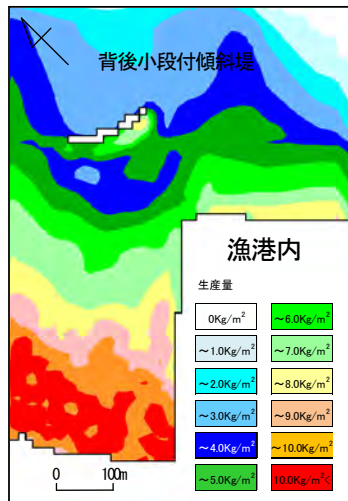 背後小段付傾斜堤
漁港内
生産量
0Kg/m²
～1.0Kg/m²
～2.0Kg/m²
～3.0Kg/m²
～4.0Kg/m²
～5.0Kg/m²
～6.0Kg/m²
～7.0Kg/m²
～8.0Kg/m²
～9.0Kg/m²
～10.0Kg/m²
10.0Kg/m²<
0 100m